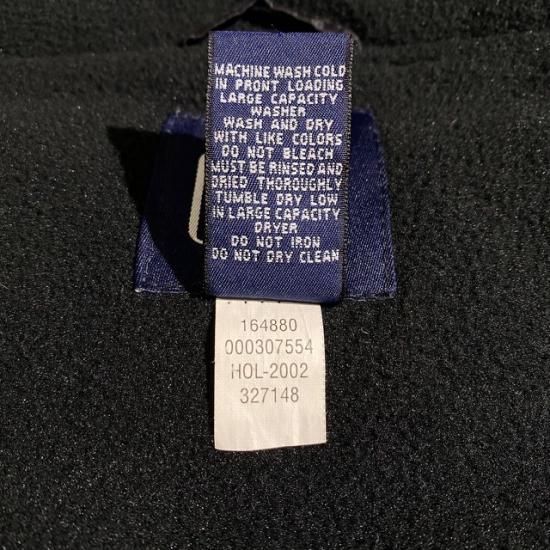 MACHINE WASH COLD
IN FRONT LOADING
LARGE CAPACITY
WASHER
WASH AND DRY
WITH LIKE COLORS
DO NOT BLEACH
MUST BE RINSED AND
DRIED THOROUGHLY
TUMBLE DRY LOW
IN LARGE CAPACITY
DRYER
DO NOT IRON
DO NOT DRY CLEAN
164880
000307554
HOL-2002
327148